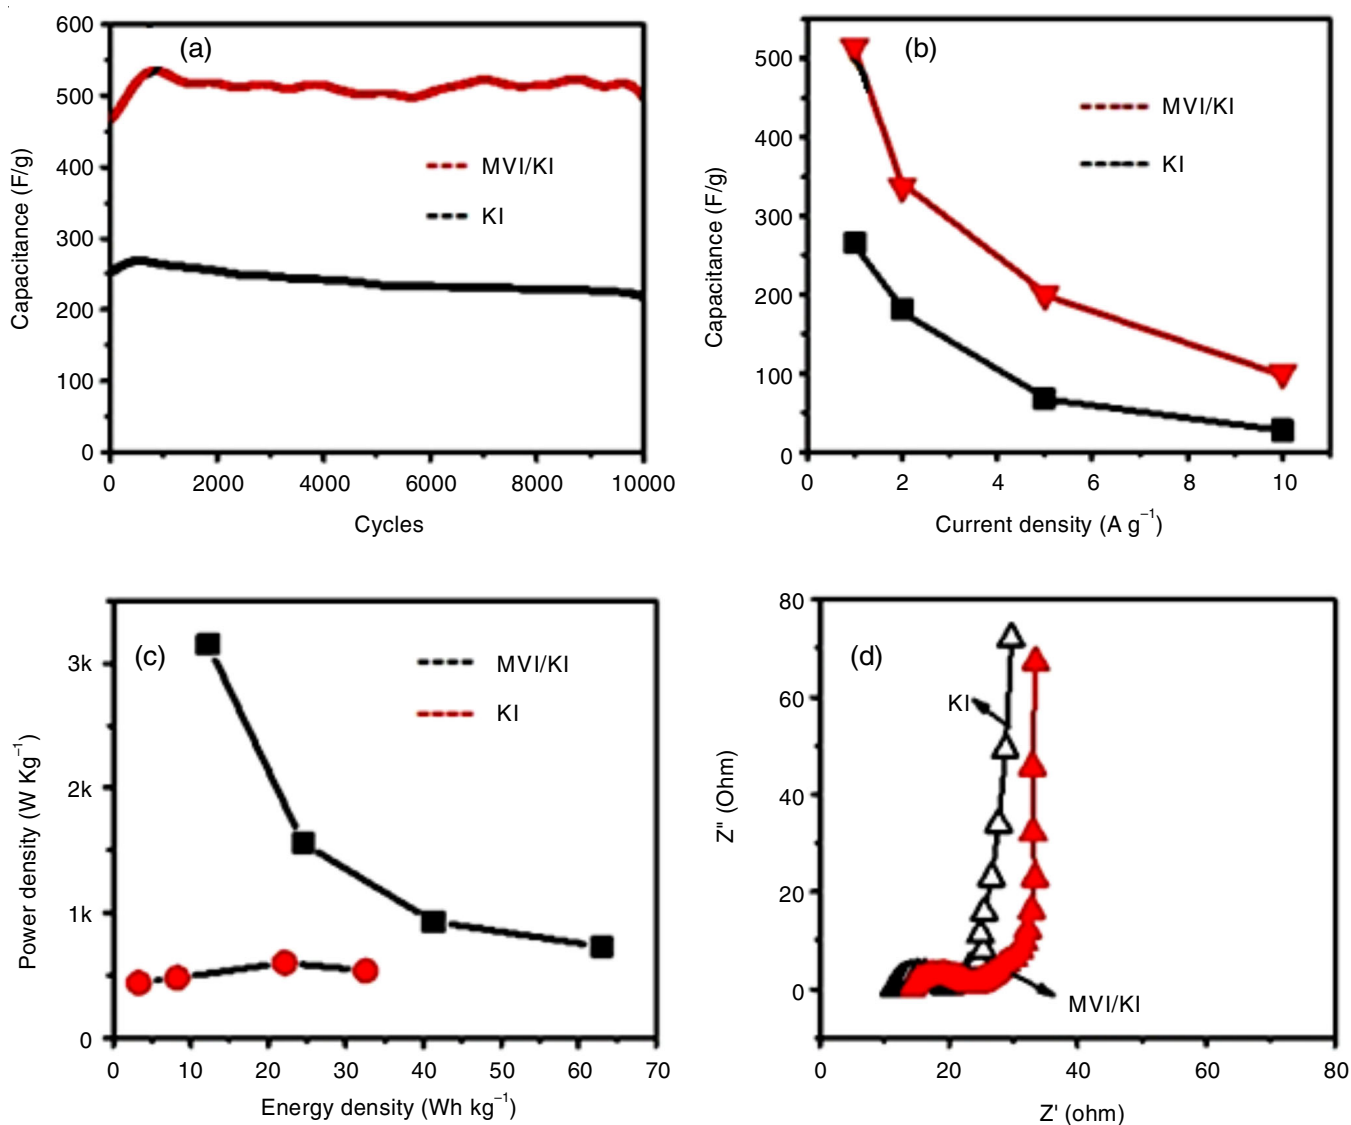 (a)
600
500
400
300
200
100
0
Capacitance (F/g)
MVI/KI
KI
0 2000 4000 6000 8000 10000
Cycles
(b)
500
400
300
200
100
0
Capacitance (F/g)
MVI/KI
KI
0 2 4 6 8 10
Current density (A g⁻¹)
(c)
3k
2k
1k
0
Power density (W Kg⁻¹)
MVI/KI
KI
0 10 20 30 40 50 60 70
Energy density (Wh kg⁻¹)
(d)
80
60
40
20
0
Z" (Ohm)
KI
MVI/KI
0 20 40 60 80
Z' (ohm)